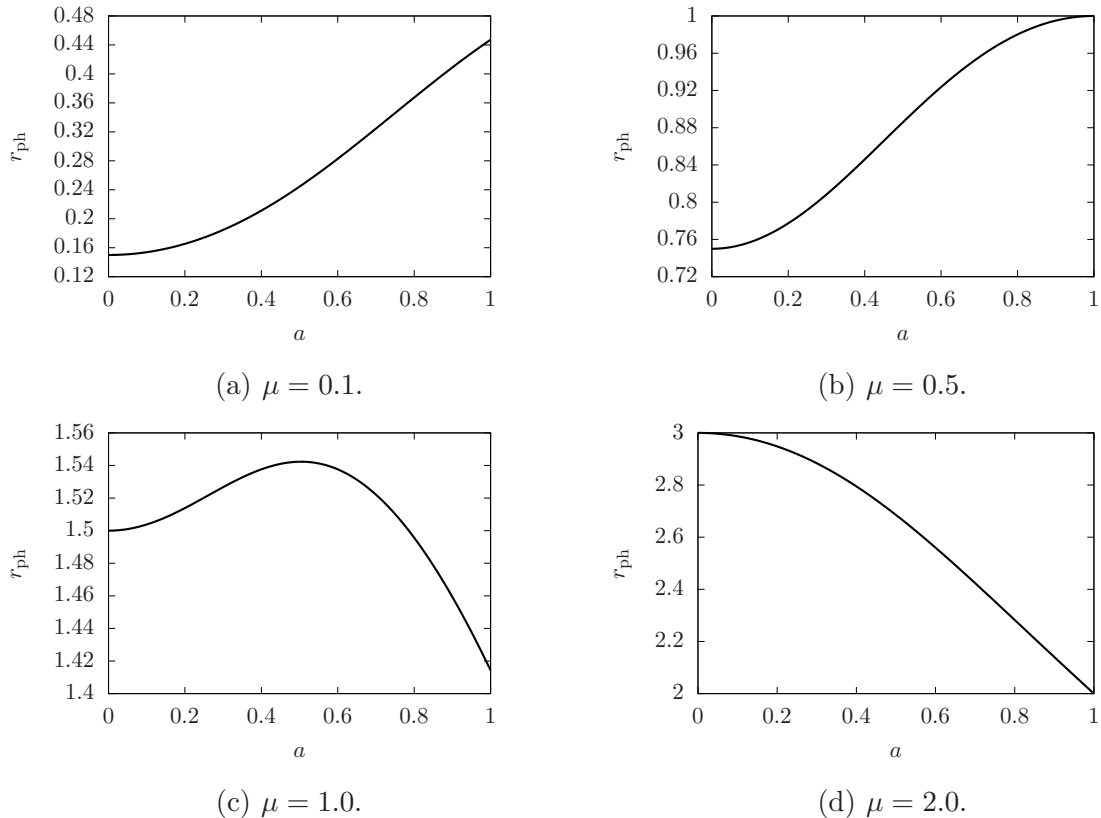 0.48
0.44
0.4
0.36
0.32
0.28
0.24
0.2
0.16
0.12
r_ph
0 0.2 0.4 0.6 0.8 1
a
(a) μ = 0.1.
1
0.96
0.92
0.88
0.84
0.8
0.76
0.72
r_ph
0 0.2 0.4 0.6 0.8 1
a
(b) μ = 0.5.
1.56
1.54
1.52
1.5
1.48
1.46
1.44
1.42
1.4
r_ph
0 0.2 0.4 0.6 0.8 1
a
(c) μ = 1.0.
3
2.8
2.6
2.4
2.2
2
r_ph
0 0.2 0.4 0.6 0.8 1
a
(d) μ = 2.0.